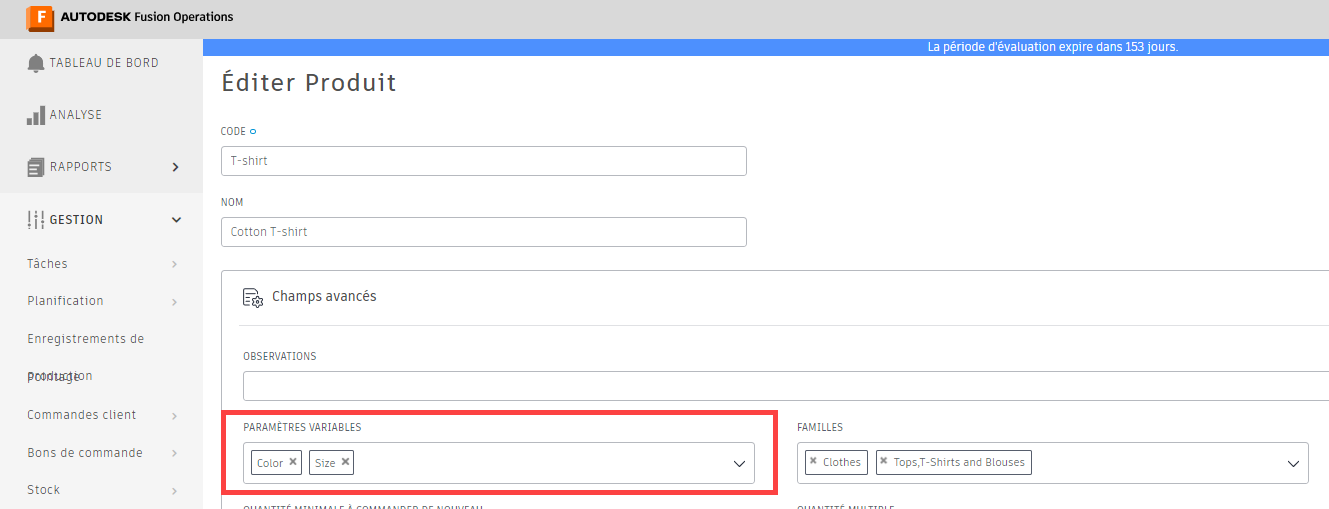 AUTODESK Fusion Operations
La période d'évaluation expire dans 153 jours.
TABLEAU DE BORD
ANALYSE
RAPPORTS
GESTION
Tâches
Planification
Enregistrements de
production
Pointage
Commandes client
Bons de commande
Stock
Éditer Produit
CODE
T-shirt
NOM
Cotton T-shirt
Champs avancés
OBSERVATIONS
PARAMÈTRES VARIABLES
Color × Size ×
FAMILLES
× Clothes × Tops,T-Shirts and Blouses
QUANTITÉ MINIMALE À COMMANDER DE NOUVEAU
QUANTITÉ MULTIPLE